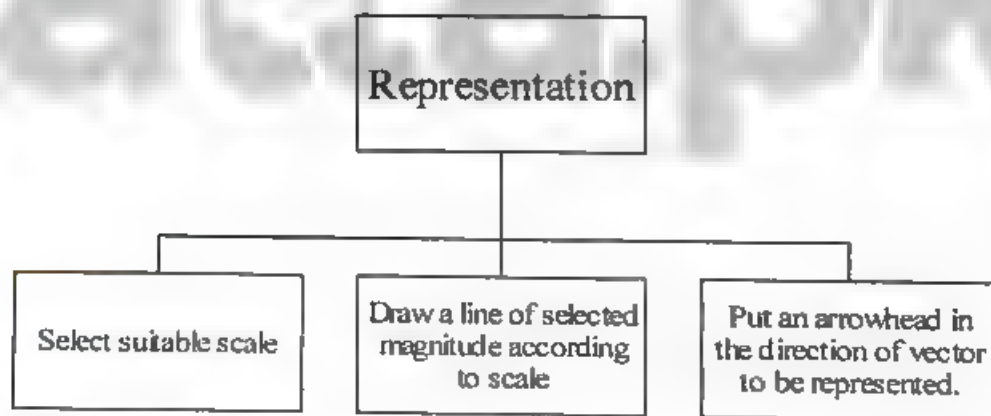 Representation
Select suitable scale
Draw a line of selected
magnitude according
to scale
Put an arrowhead in
the direction of vector
to be represented.